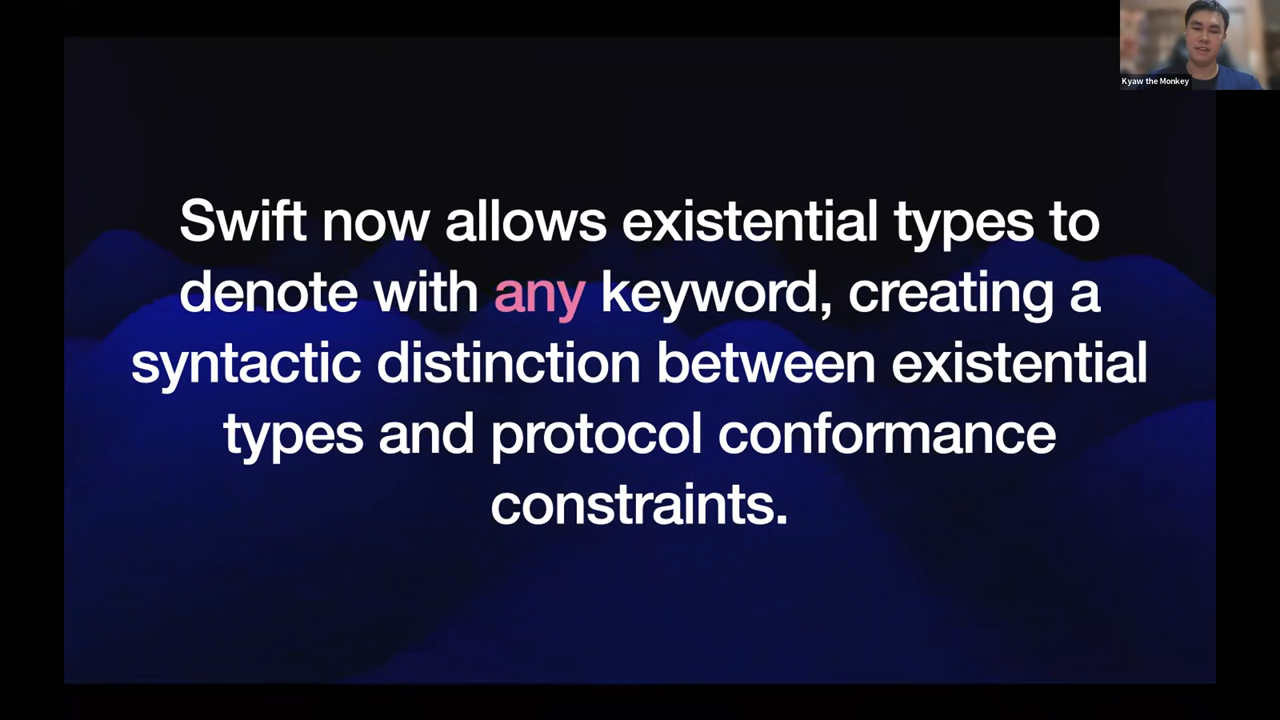 Kyaw the Monkey
Swift now allows existential types to
denote with any keyword, creating a
syntactic distinction between existential
types and protocol conformance
constraints.